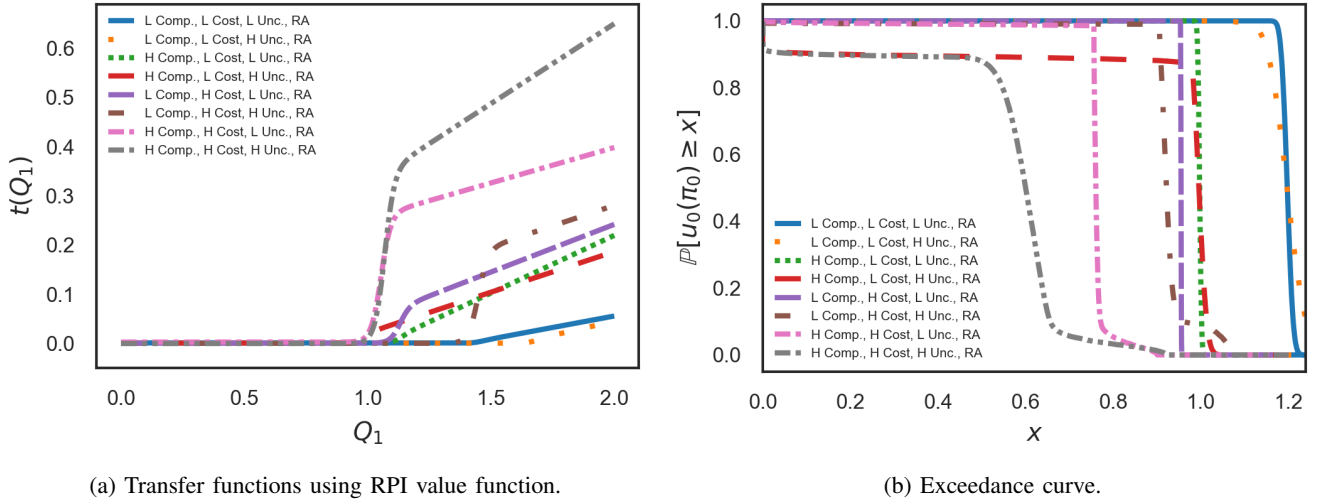 L Comp., L Cost, L Unc., RA
L Comp., L Cost, H Unc., RA
H Comp., L Cost, L Unc., RA
H Comp., L Cost, H Unc., RA
L Comp., H Cost, L Unc., RA
L Comp., H Cost, H Unc., RA
H Comp., H Cost, L Unc., RA
H Comp., H Cost, H Unc., RA
0.6
0.5
0.4
0.3
0.2
0.1
0.0
t(Q₁)
0.0 0.5 1.0 1.5 2.0
Q₁
(a) Transfer functions using RPI value function.
1.0
0.8
0.6
0.4
0.2
0.0
ℙ[u₀(π₀) ≥ x]
L Comp., L Cost, L Unc., RA
L Comp., L Cost, H Unc., RA
H Comp., L Cost, L Unc., RA
H Comp., L Cost, H Unc., RA
L Comp., H Cost, L Unc., RA
L Comp., H Cost, H Unc., RA
H Comp., H Cost, L Unc., RA
H Comp., H Cost, H Unc., RA
0.0 0.2 0.4 0.6 0.8 1.0 1.2
x
(b) Exceedance curve.